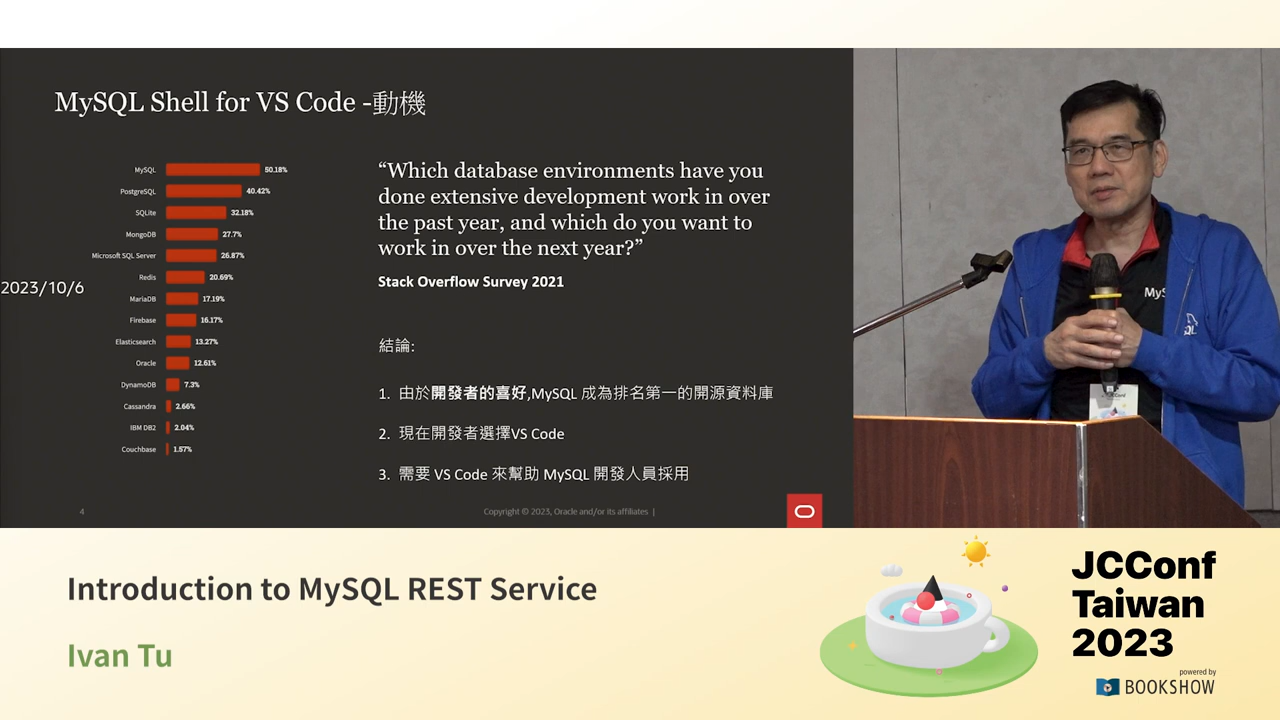 MySQL Shell for VS Code -動機
MySQL 50.18%
PostgreSQL 40.42%
SQLite 32.18%
MongoDB 27.7%
Microsoft SQL Server 26.87%
Redis 20.69%
MariaDB 17.19%
Firebase 16.17%
Elasticsearch 13.27%
Oracle 12.61%
DynamoDB 7.3%
Cassandra 2.66%
IBM DB2 2.04%
Couchbase 1.57%
2023/10/6
“Which database environments have you
done extensive development work in over
the past year, and which do you want to
work in over the next year?”
Stack Overflow Survey 2021
結論:
1. 由於開發者的喜好,MySQL 成為排名第一的開源資料庫
2. 現在開發者選擇VS Code
3. 需要 VS Code 來幫助 MySQL 開發人員採用
4
Copyright © 2023, Oracle and/or its affiliates |
MyS
JCConf
Introduction to MySQL REST Service
Ivan Tu
JCConf
Taiwan
2023
powered by
BOOKSHOW